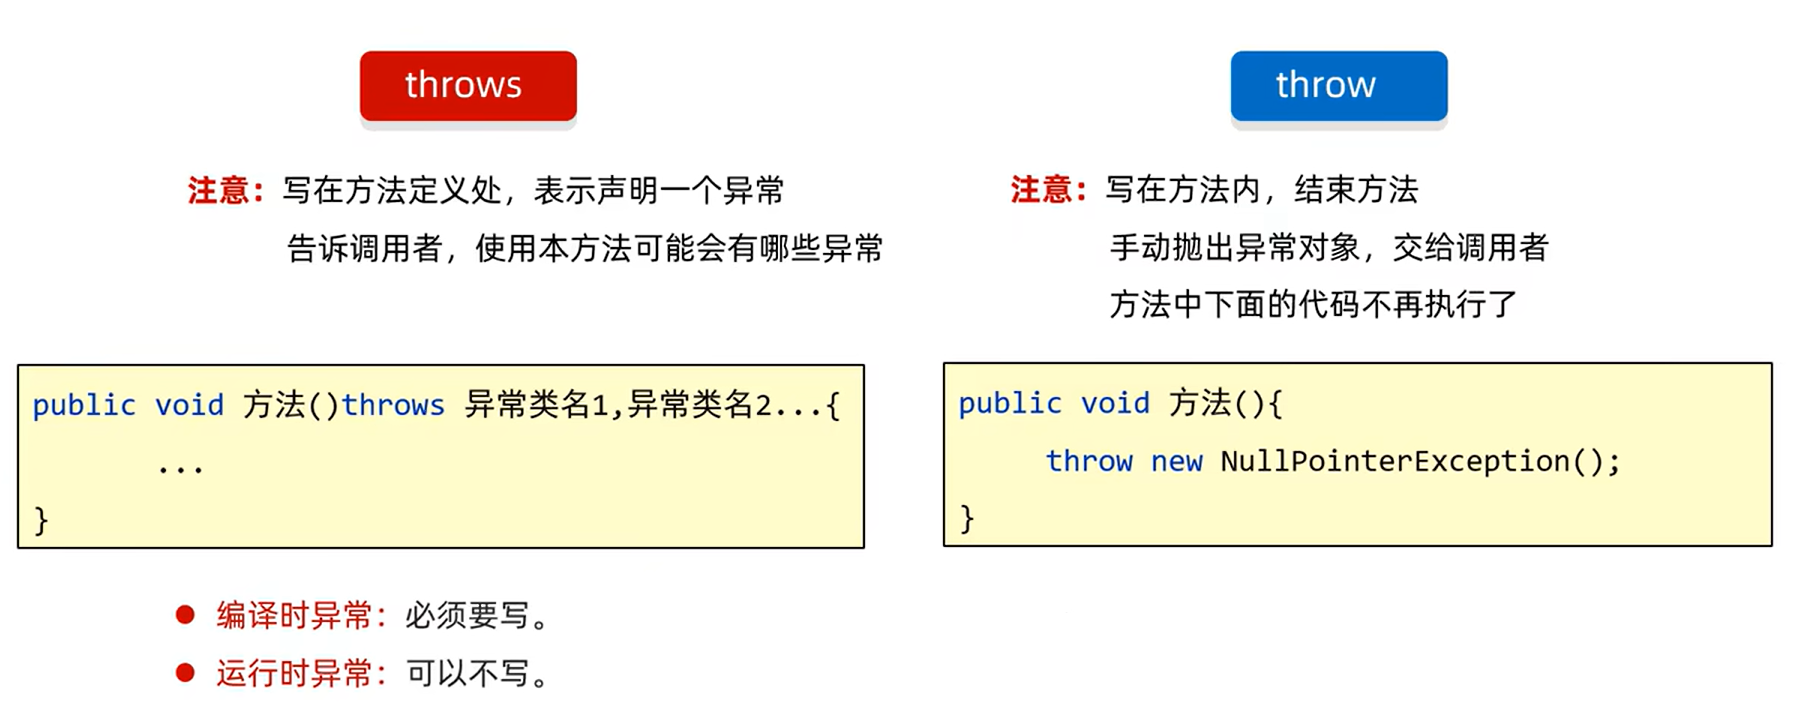 throws
注意：写在方法定义处，表示声明一个异常
告诉调用者，使用本方法可能会有哪些异常
public void 方法()throws 异常类名1,异常类名2...{
...
}
● 编译时异常：必须要写。
● 运行时异常：可以不写。
throw
注意：写在方法内，结束方法
手动抛出异常对象，交给调用者
方法中下面的代码不再执行了
public void 方法(){
throw new NullPointerException();
}